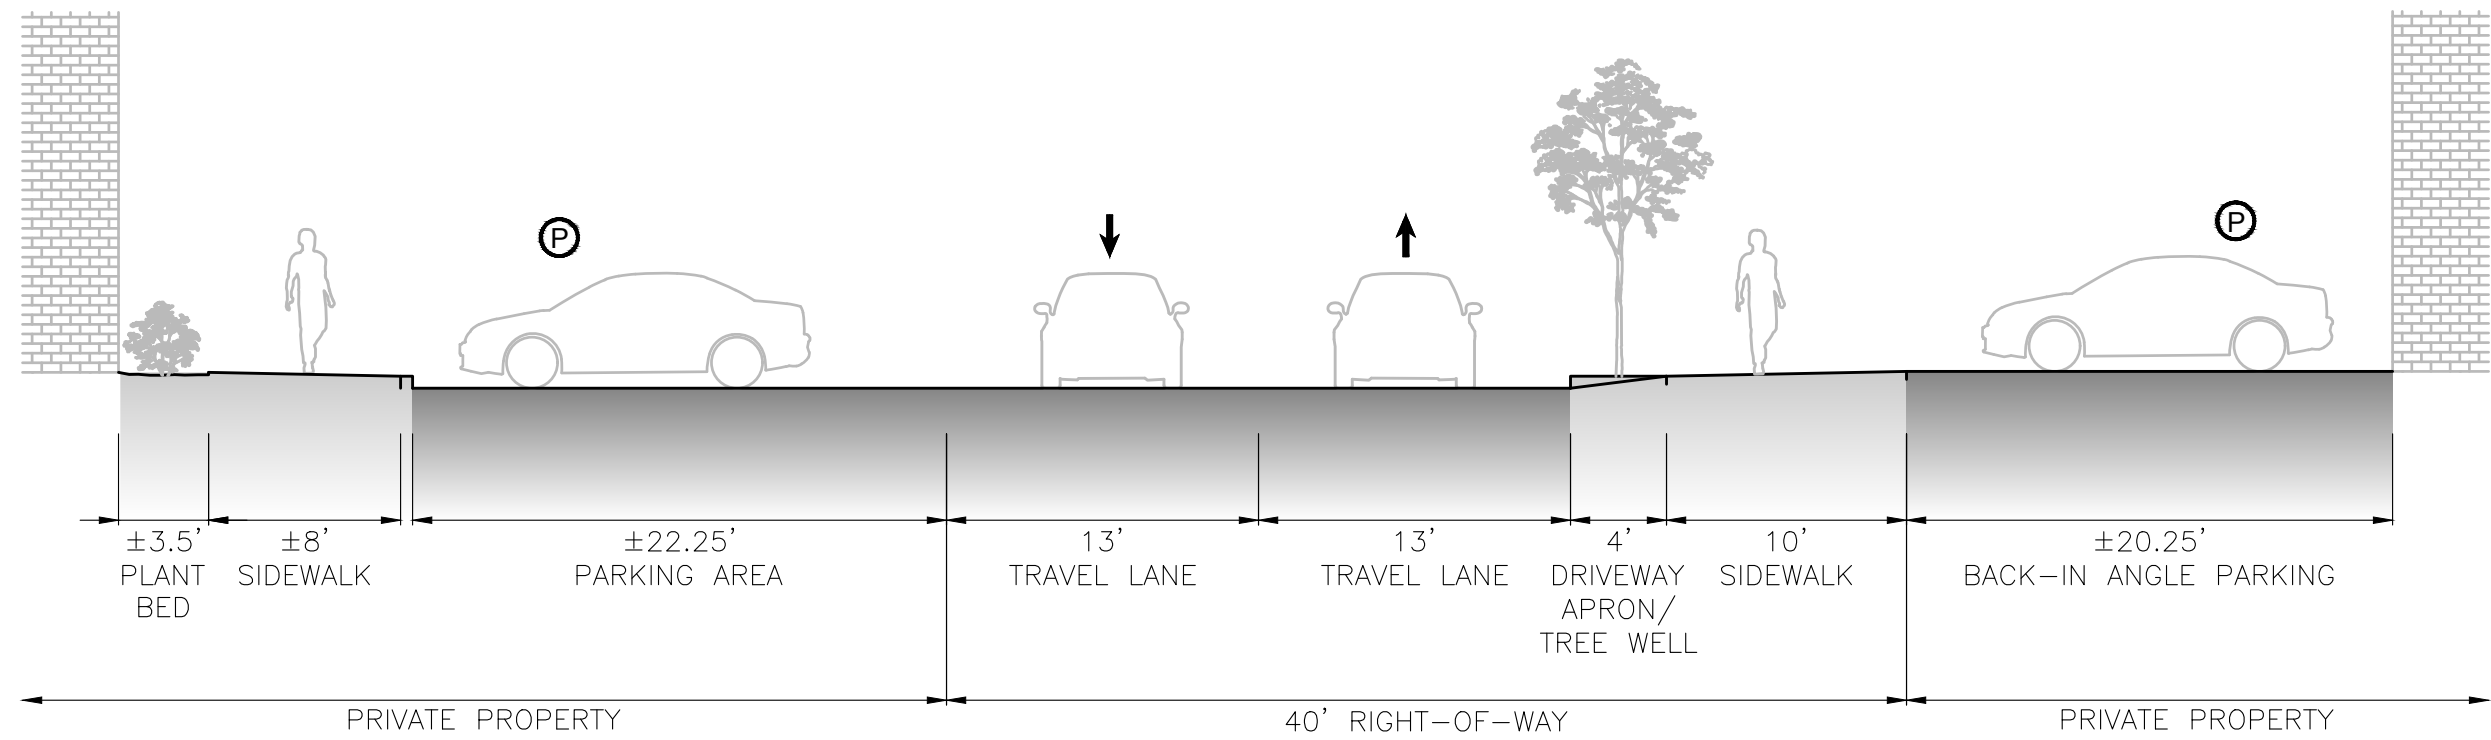 P
P
±3.5'
PLANT
BED
±8'
SIDEWALK
±22.25'
PARKING AREA
13'
TRAVEL LANE
13'
TRAVEL LANE
4'
DRIVEWAY
APRON/
TREE WELL
10'
SIDEWALK
±20.25'
BACK-IN ANGLE PARKING
PRIVATE PROPERTY
40' RIGHT-OF-WAY
PRIVATE PROPERTY